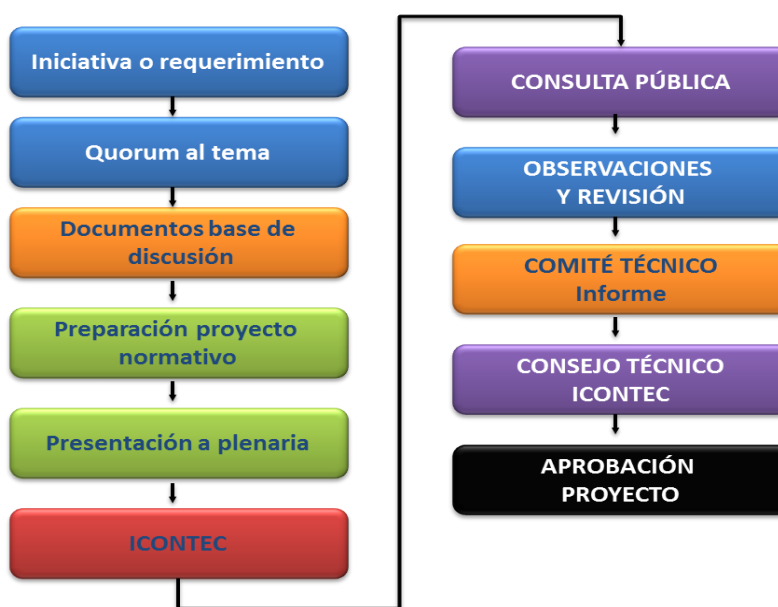 Iniciativa o requerimiento
Quorum al tema
Documentos base de
discusión
Preparación proyecto
normativo
Presentación a plenaria
ICONTEC
CONSULTA PÚBLICA
OBSERVACIONES
Y REVISIÓN
COMITÉ TÉCNICO
Informe
CONSEJO TÉCNICO
ICONTEC
APROBACIÓN
PROYECTO